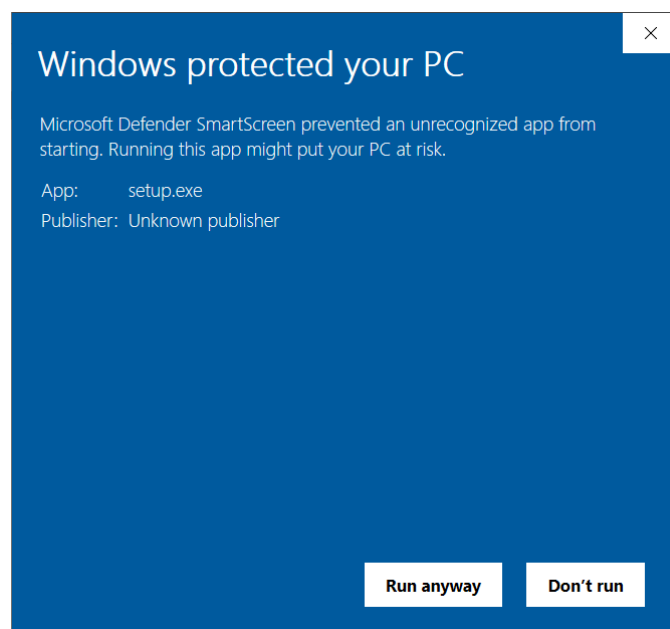 Windows protected your PC
Microsoft Defender SmartScreen prevented an unrecognized app from
starting. Running this app might put your PC at risk.
App: setup.exe
Publisher: Unknown publisher
Run anyway Don’t run